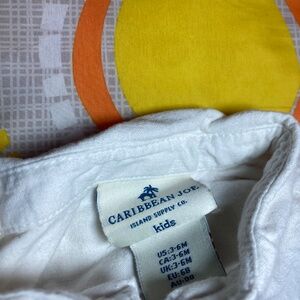 CARIBBEAN JOE
ISLAND SUPPLY CO.
kids
US:3-6M
CA:3-6M
UK:3-6M
EU:68